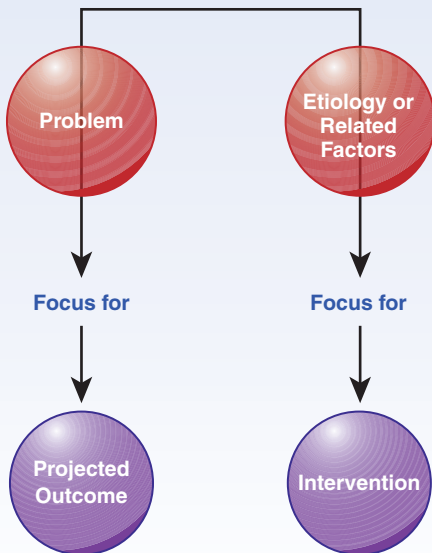 Problem
Etiology or
Related
Factors
Focus for
Focus for
Projected
Outcome
Intervention